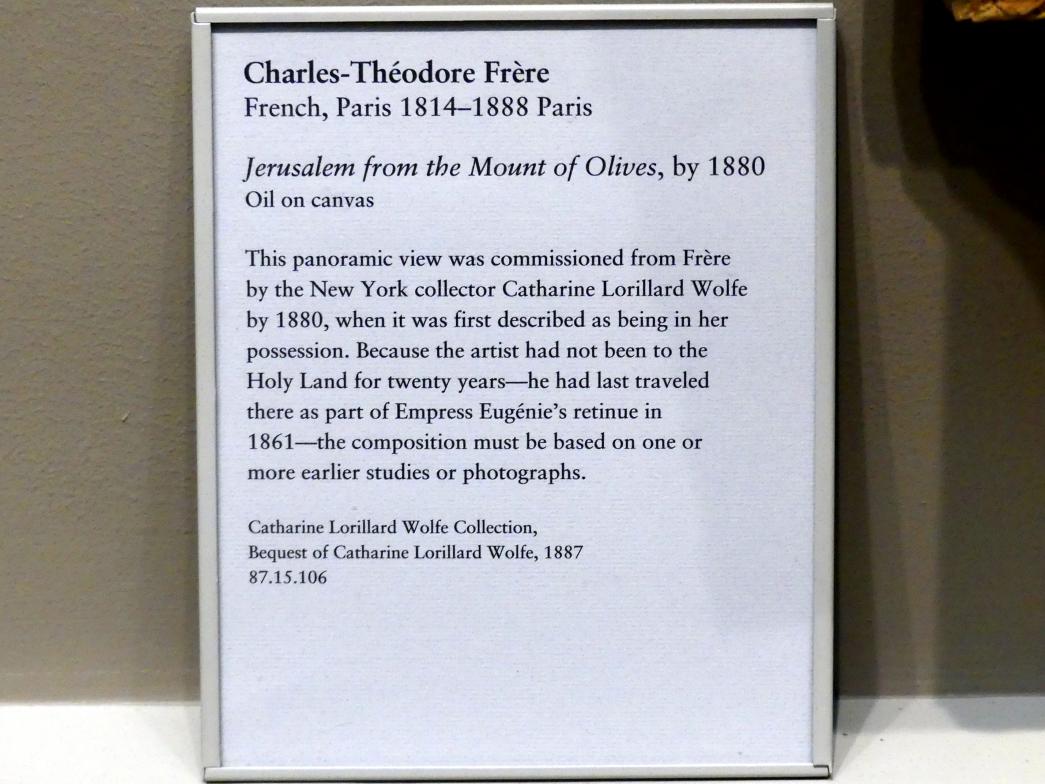 Charles-Théodore Frère
French, Paris 1814–1888 Paris
Jerusalem from the Mount of Olives, by 1880
Oil on canvas
This panoramic view was commissioned from Frère
by the New York collector Catharine Lorillard Wolfe
by 1880, when it was first described as being in her
possession. Because the artist had not been to the
Holy Land for twenty years—he had last traveled
there as part of Empress Eugénie’s retinue in
1861—the composition must be based on one or
more earlier studies or photographs.
Catharine Lorillard Wolfe Collection,
Bequest of Catharine Lorillard Wolfe, 1887
87.15.106